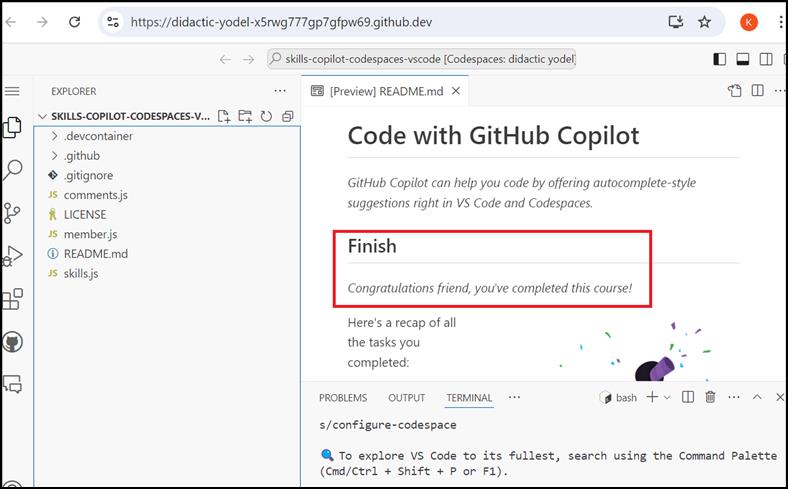 https://didactic-yodel-x5rwg777gp7gfpw69.github.dev
K
skills-copilot-codespaces-vscode [Codespaces: didactic yodel]
EXPLORER
SKILLS-COPILOT-CODESPACES-V...
.devcontainer
.github
.gitignore
JS comments.js
LICENSE
JS member.js
README.md
JS skills.js
[Preview] README.md
Code with GitHub Copilot
GitHub Copilot can help you code by offering autocomplete-style
suggestions right in VS Code and Codespaces.
Finish
Congratulations friend, you've completed this course!
Here's a recap of all
the tasks you
completed:
PROBLEMS OUTPUT TERMINAL ... bash
s/configure-codespace
To explore VS Code to its fullest, search using the Command Palette
(Cmd/Ctrl + Shift + P or F1).